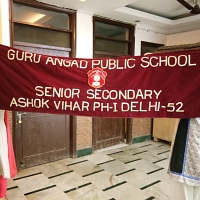 GURU ANGAD PUBLIC SCHOOL
SENIOR SECONDARY
ASHOK VIHAR PH-I DELHI-52